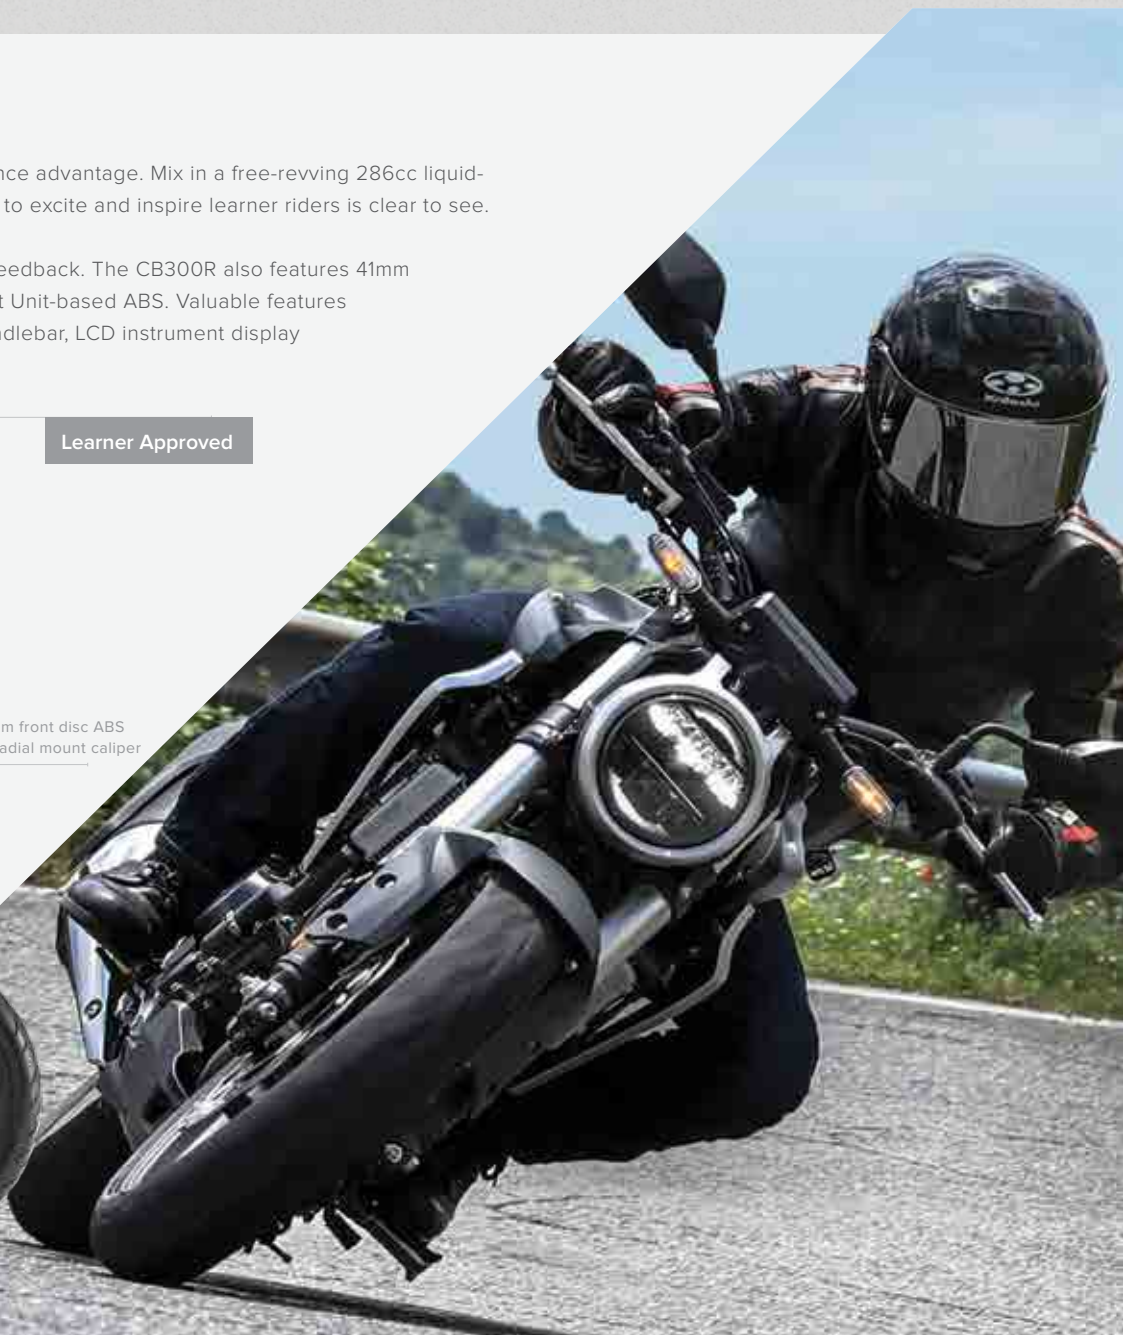 nce advantage. Mix in a free-revving 286cc liquid-
to excite and inspire learner riders is clear to see.
eedback. The CB300R also features 41mm
t Unit-based ABS. Valuable features
dlebar, LCD instrument display
Learner Approved
m front disc ABS
adial mount caliper